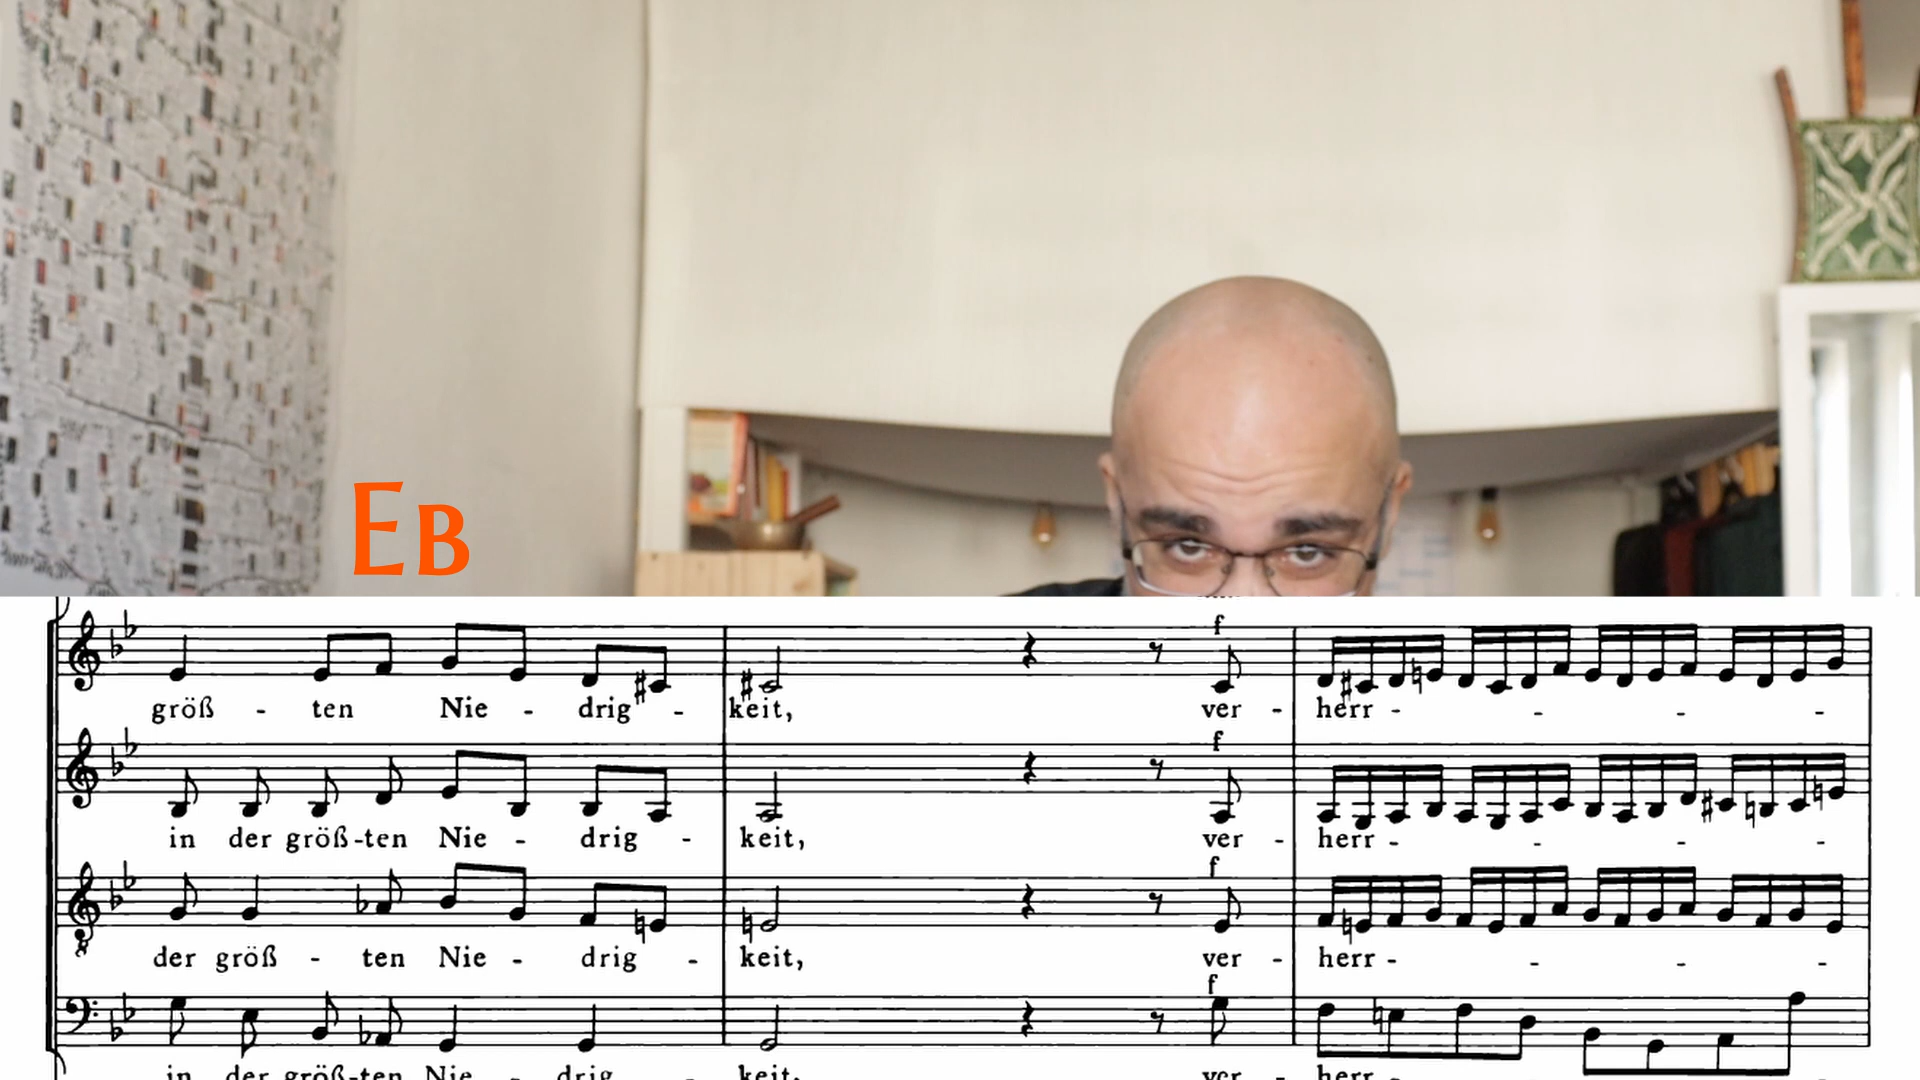 EB
f
größ - ten Nie - drig - keit, ver - herr - - - -
f
in der größ-ten Nie - drig - keit, ver - herr - - - -
f
der größ - ten Nie - drig - keit, ver - herr - - - -
f
in der größ-ten Nie - drig - keit, ver - herr - - - -